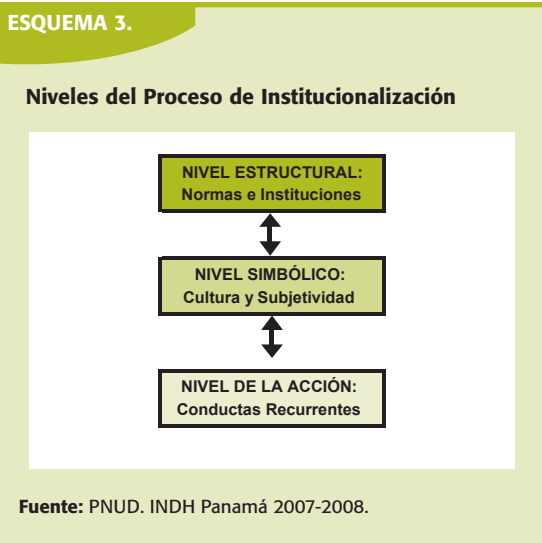 ESQUEMA 3.
Niveles del Proceso de Institucionalización
NIVEL ESTRUCTURAL:
Normas e Instituciones
NIVEL SIMBÓLICO:
Cultura y Subjetividad
NIVEL DE LA ACCIÓN:
Conductas Recurrentes
Fuente: PNUD. INDH Panamá 2007-2008.